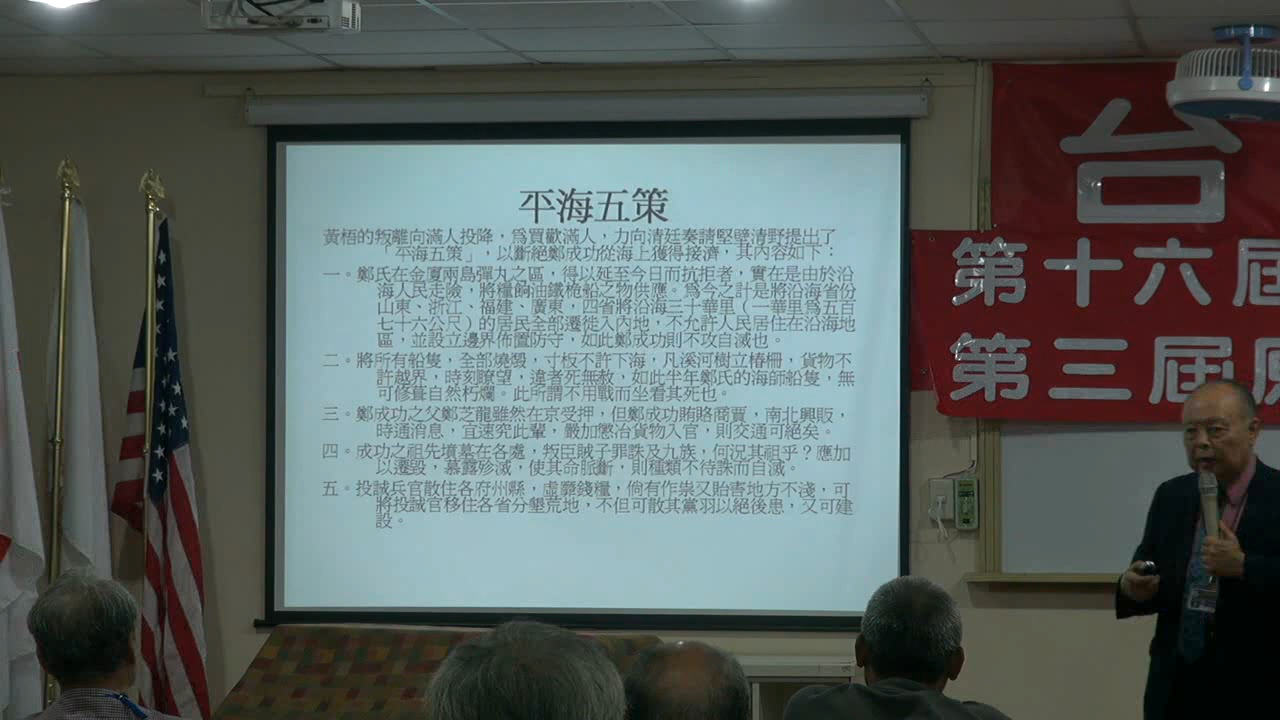 平海五策
黃梧的叛離向滿人投降，為買歡滿人，力向清廷奏請堅壁清野提出了
「平海五策」，以斷絕鄭成功從海上獲得接濟，其內容如下：
一。鄭氏在金廈兩島彈丸之區，得以延至今日而抗拒者，實在是由於沿
海人民走險，將糧餉油鐵桅船之物供應。為今之計是將沿海省份
山東、浙江、福建、廣東，四省將沿海三十華里（一華里為五百
七十六公尺）的居民全部遷徙入內地，不允許人民居住在沿海地
區，並設立邊界佈置防守，如此鄭成功則不攻自滅也。
二。將所有船隻，全部燒燬，寸板不許下海，凡溪河樹立樁柵，貨物不
許越界，時刻瞭望，違者死無赦，如此半年鄭氏的海師船隻，無
可修葺自然朽爛。此所謂不用戰而坐看其死也。
三。鄭成功之父鄭芝龍雖然在京受押，但鄭成功賄賂商賈，南北興販，
時通消息，宜速究此輩，嚴加懲治貨物入官，則交通可絕矣。
四。成功之祖先墳墓在各處，叛臣賊子罪誅及九族，何況其祖乎？應加
以遷毀，暴露殄滅，使其命脈斷，則種類不待誅而自滅。
五。投誠兵官散住各府州縣，虛靡錢糧，倘有作祟又貽害地方不淺，可
將投誠官移住各省分墾荒地，不但可散其黨羽以絕後患，又可建
設。
台
第十六屆
第三屆